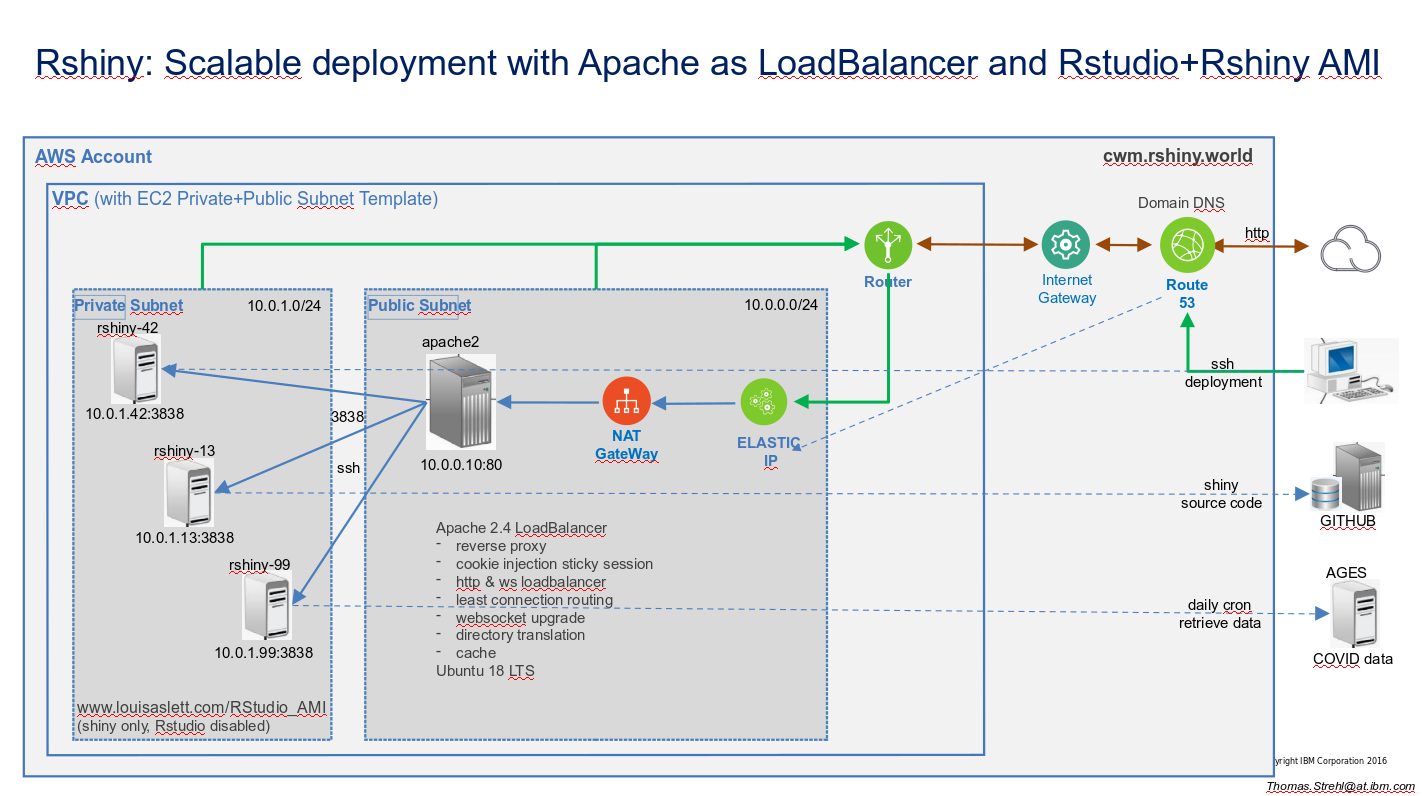 Rshiny: Scalable deployment with Apache as LoadBalancer and Rstudio+Rshiny AMI
AWS Account
cwm.rshiny.world
VPC (with EC2 Private+Public Subnet Template)
Domain DNS
http
Router
Internet
Gateway
Route
53
Private Subnet
10.0.1.0/24
Public Subnet
10.0.0.0/24
rshiny-42
apache2
ssh
deployment
10.0.1.42:3838
3838
NAT
GateWay
ELASTIC
IP
rshiny-13
10.0.0.10:80
ssh
shiny
source code
GITHUB
10.0.1.13:3838
Apache 2.4 LoadBalancer
- reverse proxy
- cookie injection sticky session
- http & ws loadbalancer
- least connection routing
- websocket upgrade
- directory translation
- cache
Ubuntu 18 LTS
rshiny-99
AGES
daily cron
retrieve data
10.0.1.99:3838
COVID data
www.louisaslett.com/RStudio_AMI
(shiny only, Rstudio disabled)
yright IBM Corporation 2016
Thomas.Strehl@at.ibm.com